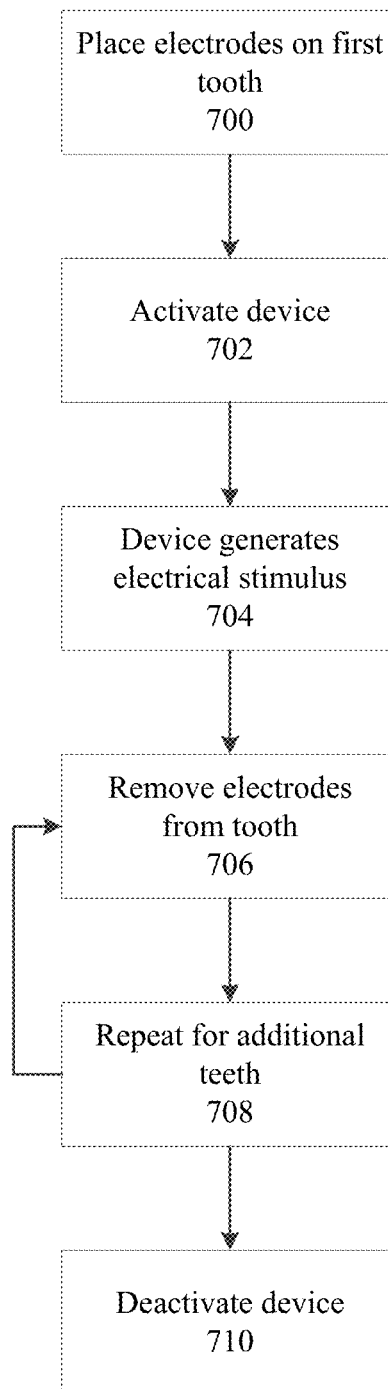 Place electrodes on first
tooth
700
Activate device
702
Device generates
electrical stimulus
704
Remove electrodes
from tooth
706
Repeat for additional
teeth
708
Deactivate device
710